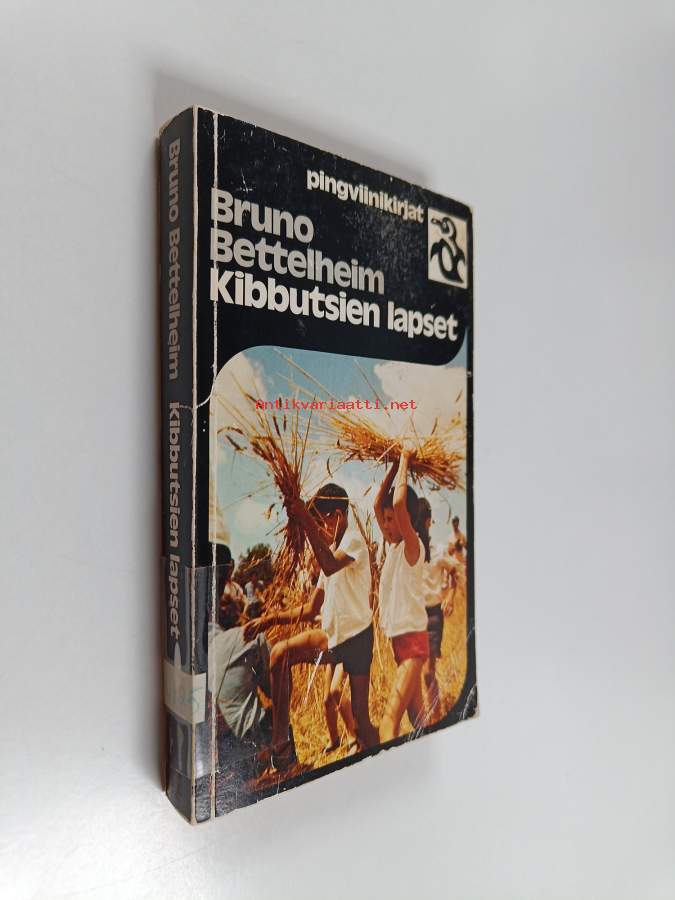 pingviinikirjat
Bruno
Bettelheim
Kibbutsien lapset
Antikvariaatti.net
Bruno Bettelheim Kibbutsien lapset